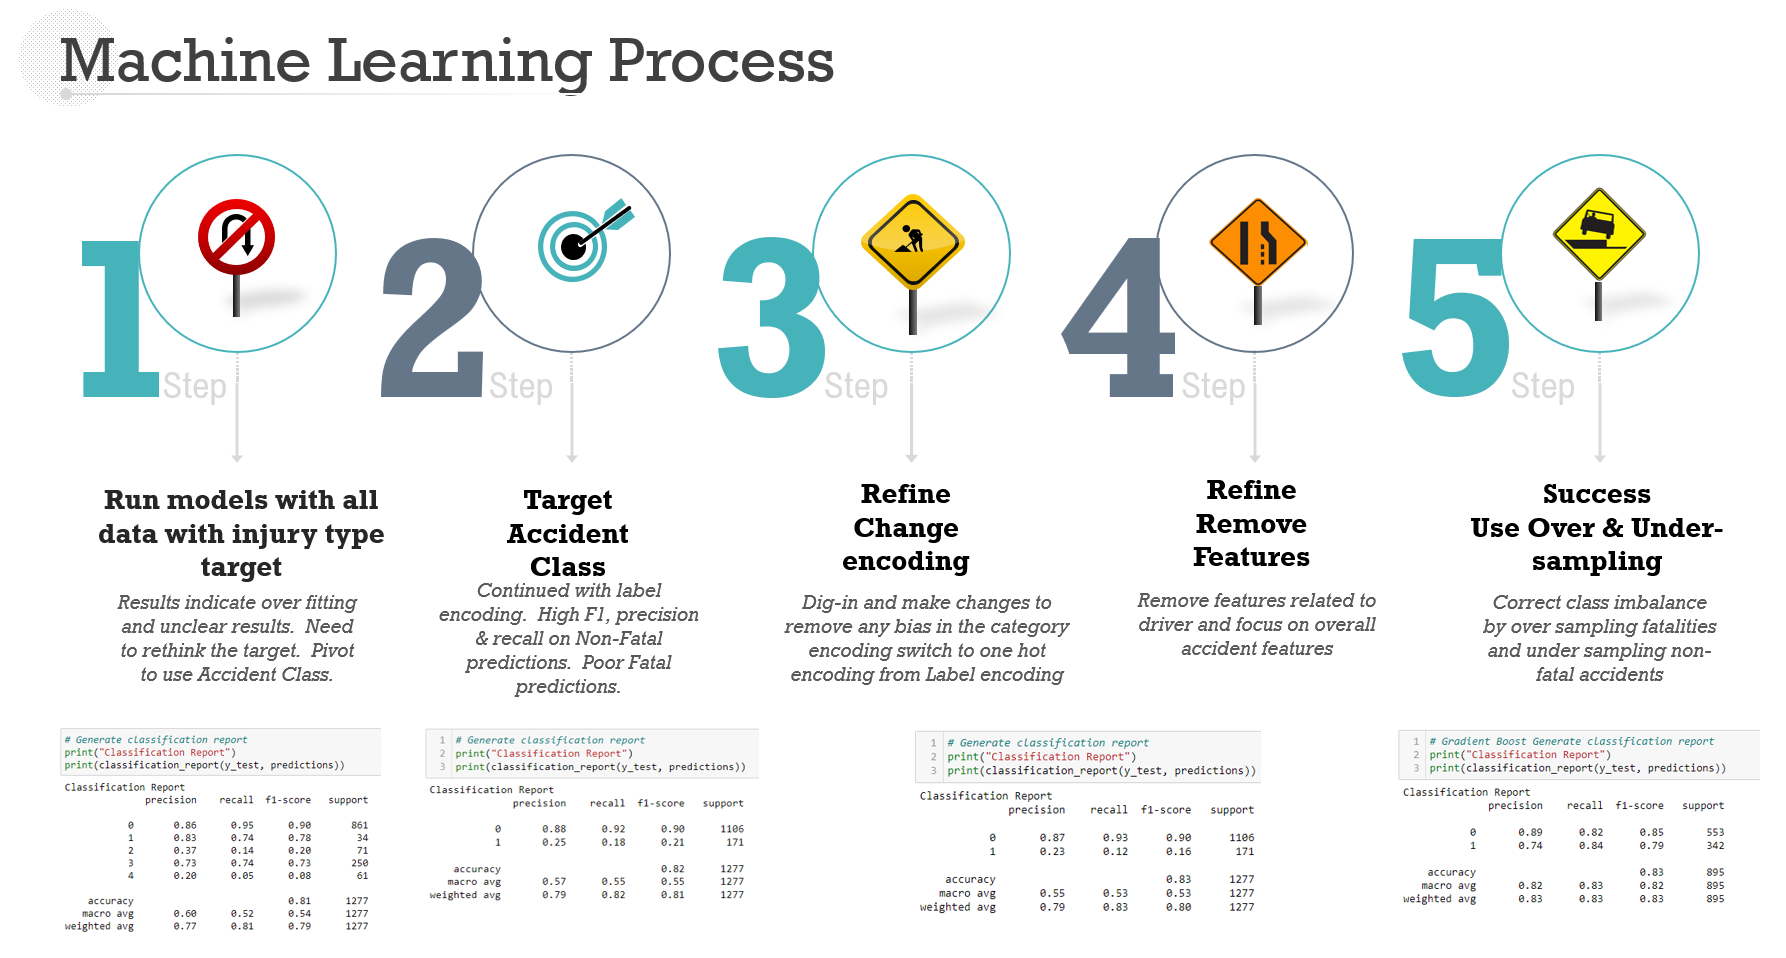 Machine Learning Process
1 Step
Run models with all
data with injury type
target
Results indicate over fitting
and unclear results.  Need
to rethink the target.  Pivot
to use Accident Class.
# Generate classification report
print("Classification Report")
print(classification_report(y_test, predictions))
Classification Report
precision recall f1-score support
0 0.86 0.95 0.90 861
1 0.83 0.74 0.78 34
2 0.37 0.14 0.20 71
3 0.73 0.74 0.73 250
4 0.20 0.05 0.08 61
accuracy 0.81 1277
macro avg 0.60 0.52 0.54 1277
weighted avg 0.77 0.81 0.79 1277
2 Step
Target
Accident
Class
Continued with label
encoding.  High F1, precision
& recall on Non-Fatal
predictions.  Poor Fatal
predictions.
1 # Generate classification report
2 print("Classification Report")
3 print(classification_report(y_test, predictions))
Classification Report
precision recall f1-score support
0 0.88 0.92 0.90 1106
1 0.25 0.18 0.21 171
accuracy 0.82 1277
macro avg 0.57 0.55 0.55 1277
weighted avg 0.79 0.82 0.81 1277
3 Step
Refine
Change
encoding
Dig-in and make changes to
remove any bias in the category
encoding switch to one hot
encoding from Label encoding
1 # Generate classification report
2 print("Classification Report")
3 print(classification_report(y_test, predictions))
Classification Report
precision recall f1-score support
0 0.87 0.93 0.90 1106
1 0.23 0.12 0.16 171
accuracy 0.83 1277
macro avg 0.55 0.53 0.53 1277
weighted avg 0.79 0.83 0.80 1277
4 Step
Refine
Remove
Features
Remove features related to
driver and focus on overall
accident features
5 Step
Success
Use Over & Under-
sampling
Correct class imbalance
by over sampling fatalities
and under sampling non-
fatal accidents
1 # Gradient Boost Generate classification report
2 print("Classification Report")
3 print(classification_report(y_test, predictions))
Classification Report
precision recall f1-score support
0 0.89 0.82 0.85 553
1 0.74 0.84 0.79 342
accuracy 0.83 895
macro avg 0.82 0.83 0.82 895
weighted avg 0.83 0.83 0.83 895